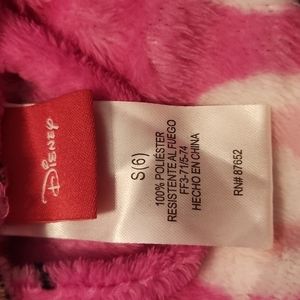 Disney
S(6)
100% POLIÉSTER
RESISTENTE AL FUEGO
FF3-71/5-74
HECHO EN CHINA
RN# 87652